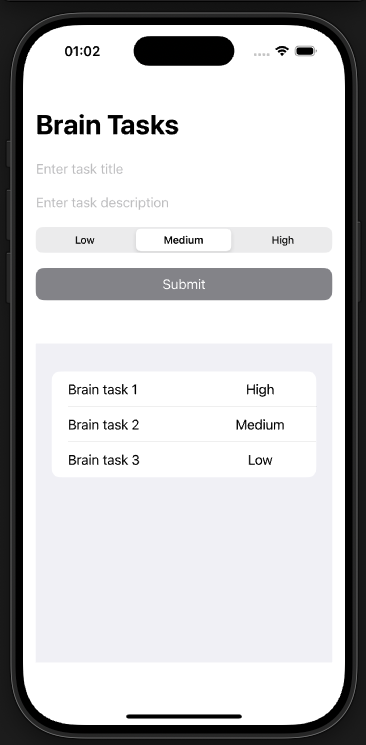 01:02
Brain Tasks
Enter task title
Enter task description
Low Medium High
Submit
Brain task 1 High
Brain task 2 Medium
Brain task 3 Low